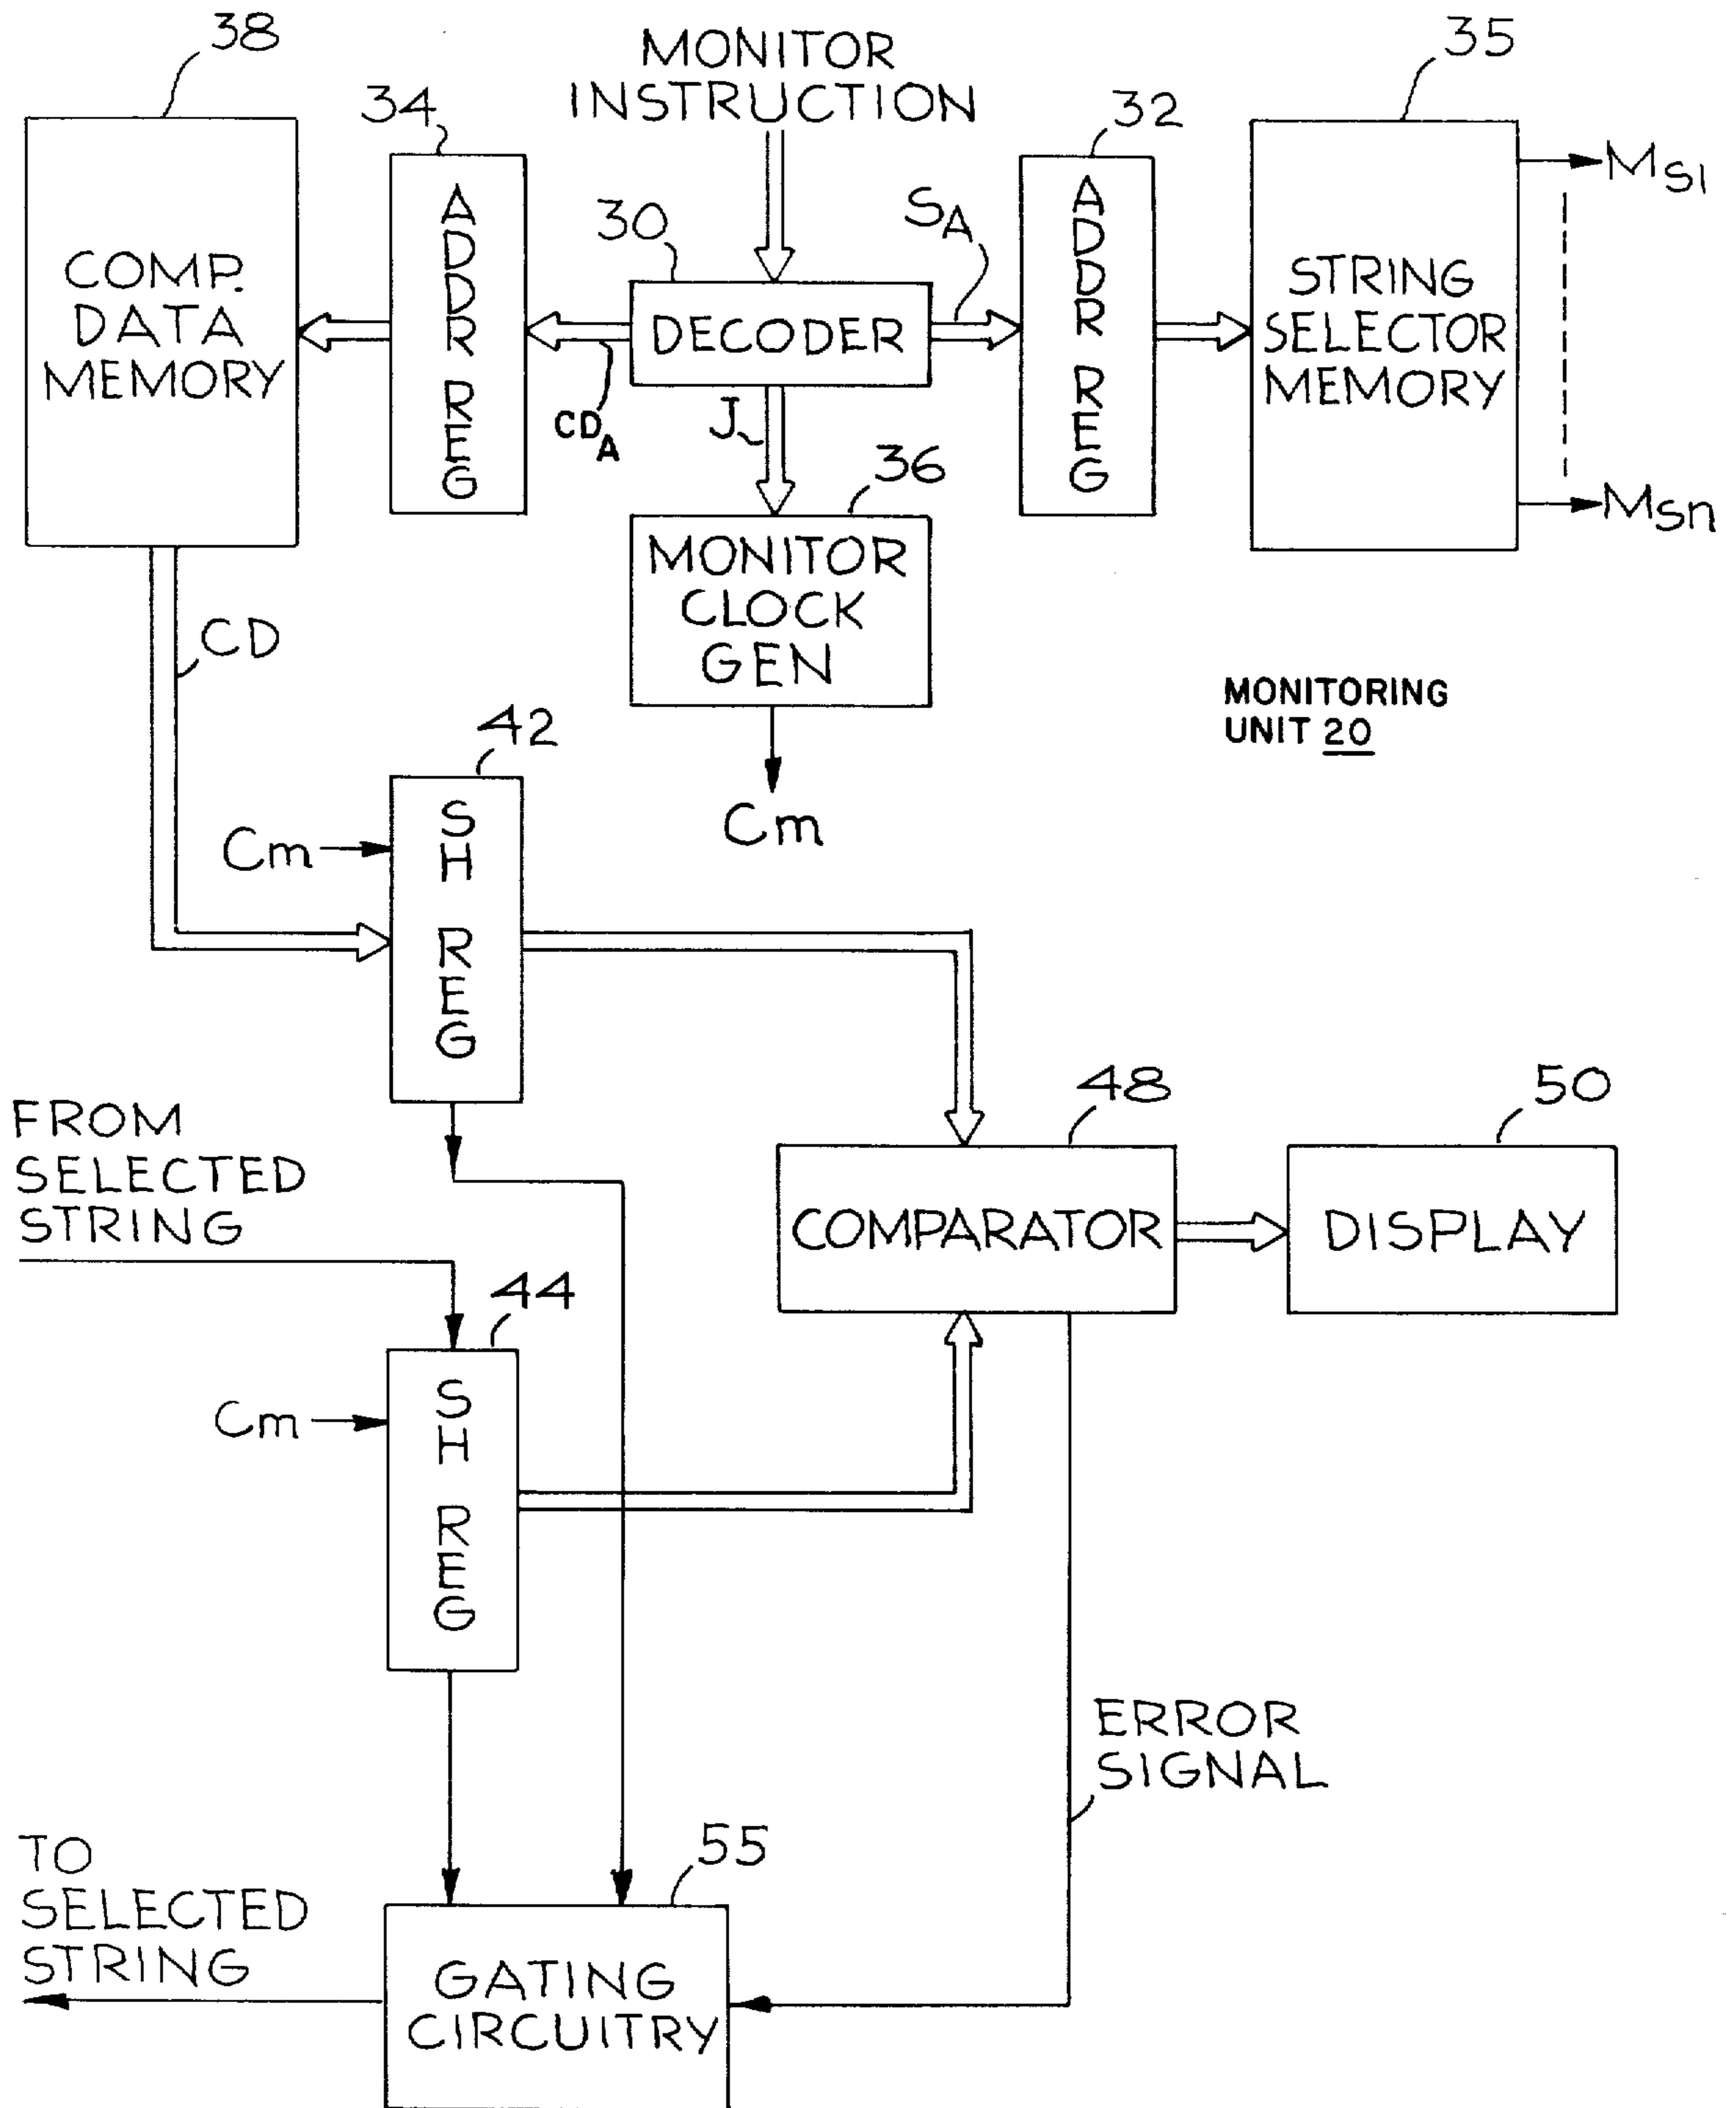 38
MONITOR
INSTRUCTION
35
34
32
COMP.
DATA
MEMORY
ADDR REG
30
DECODER
SA
ADDR REG
STRING
SELECTOR
MEMORY
MS1
MSn
CDA
J
36
MONITOR
CLOCK
GEN
Cm
CD
MONITORING
UNIT 20
42
Cm
SH REG
FROM
SELECTED
STRING
48
COMPARATOR
50
DISPLAY
44
Cm
SH REG
ERROR
SIGNAL
TO
SELECTED
STRING
55
GATING
CIRCUITRY